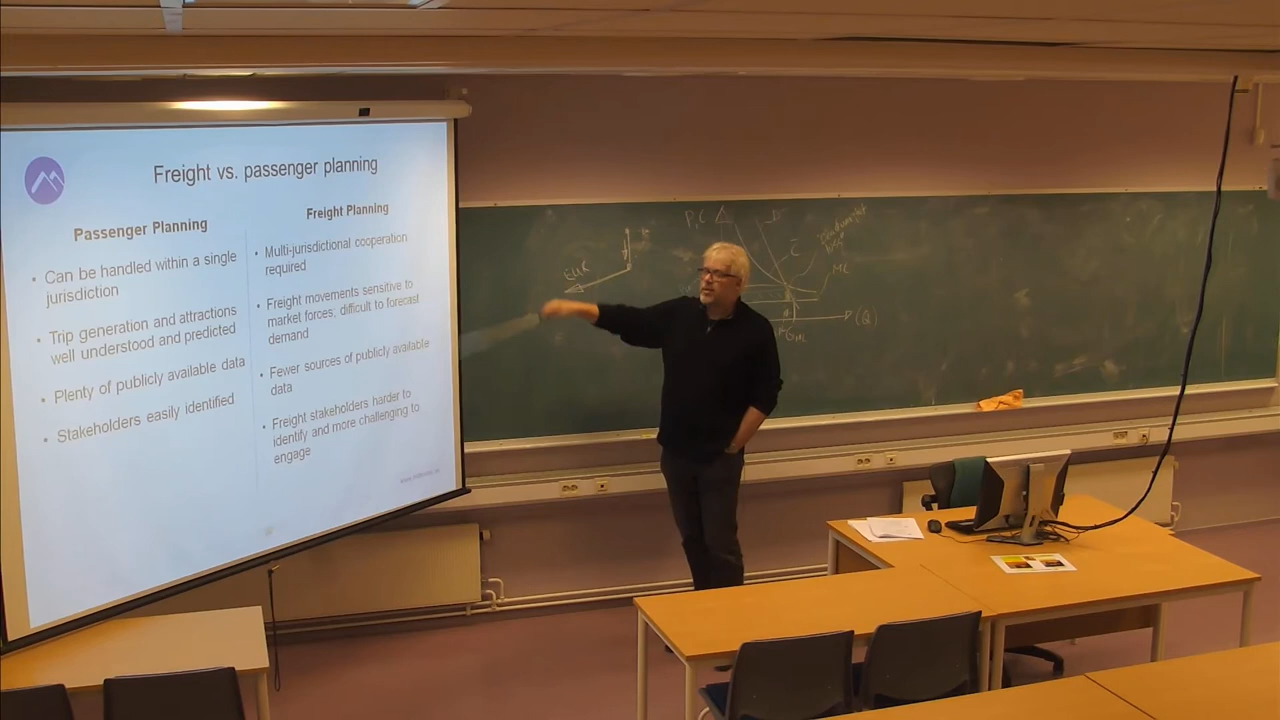 Freight vs. passenger planning
Passenger Planning
• Can be handled within a single
jurisdiction
• Trip generation and attractions
well understood and predicted
• Plenty of publicly available data
• Stakeholders easily identified
Freight Planning
• Multi-jurisdictional cooperation
required
• Freight movements sensitive to
market forces; difficult to forecast
demand
• Fewer sources of publicly available
data
• Freight stakeholders harder to
identify and more challenging to
engage
P,C
D
MC
(Q)